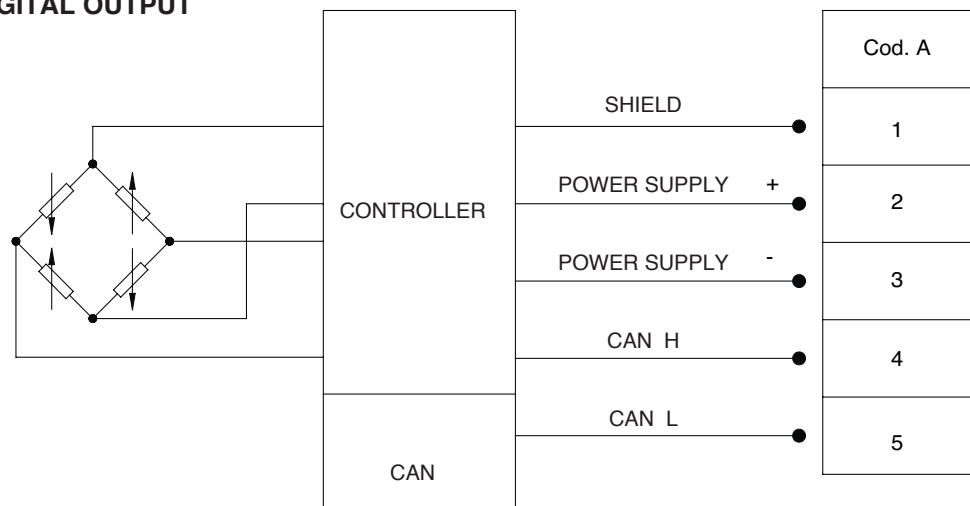 GITAL OUTPUT
Cod. A
SHIELD
1
POWER SUPPLY +
2
CONTROLLER
POWER SUPPLY -
3
CAN H
4
CAN L
5
CAN